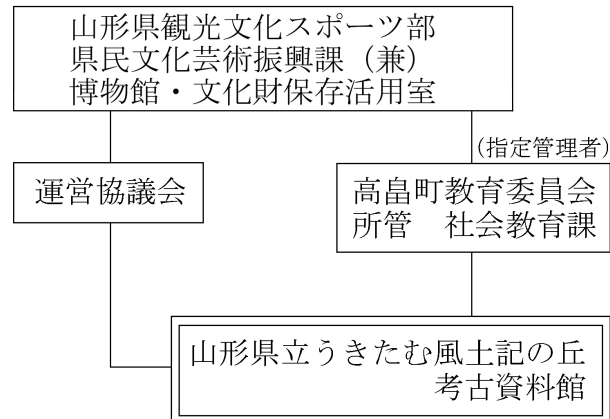 山形県観光文化スポーツ部
県民文化芸術振興課（兼）
博物館・文化財保存活用室
(指定管理者)
運営協議会
高畠町教育委員会
所管　社会教育課
山形県立うきたむ風土記の丘
考古資料館